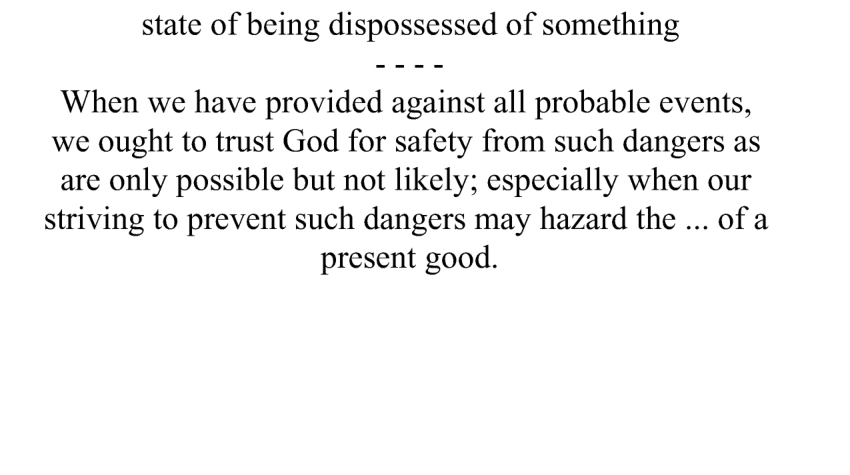 state of being dispossessed of something
- - - -
When we have provided against all probable events,
we ought to trust God for safety from such dangers as
are only possible but not likely; especially when our
striving to prevent such dangers may hazard the ... of a
present good.